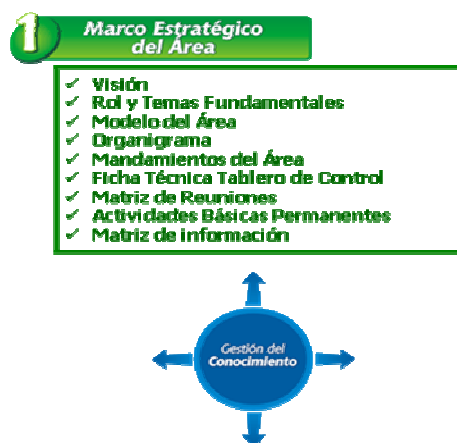 1
Marco Estratégico
del Área
✓ Visión
✓ Rol y Temas Fundamentales
✓ Modelo del Área
✓ Organigrama
✓ Mandamientos del Área
✓ Ficha Técnica Tablero de Control
✓ Matriz de Reuniones
✓ Actividades Básicas Permanentes
✓ Matriz de información
Gestión del
Conocimiento